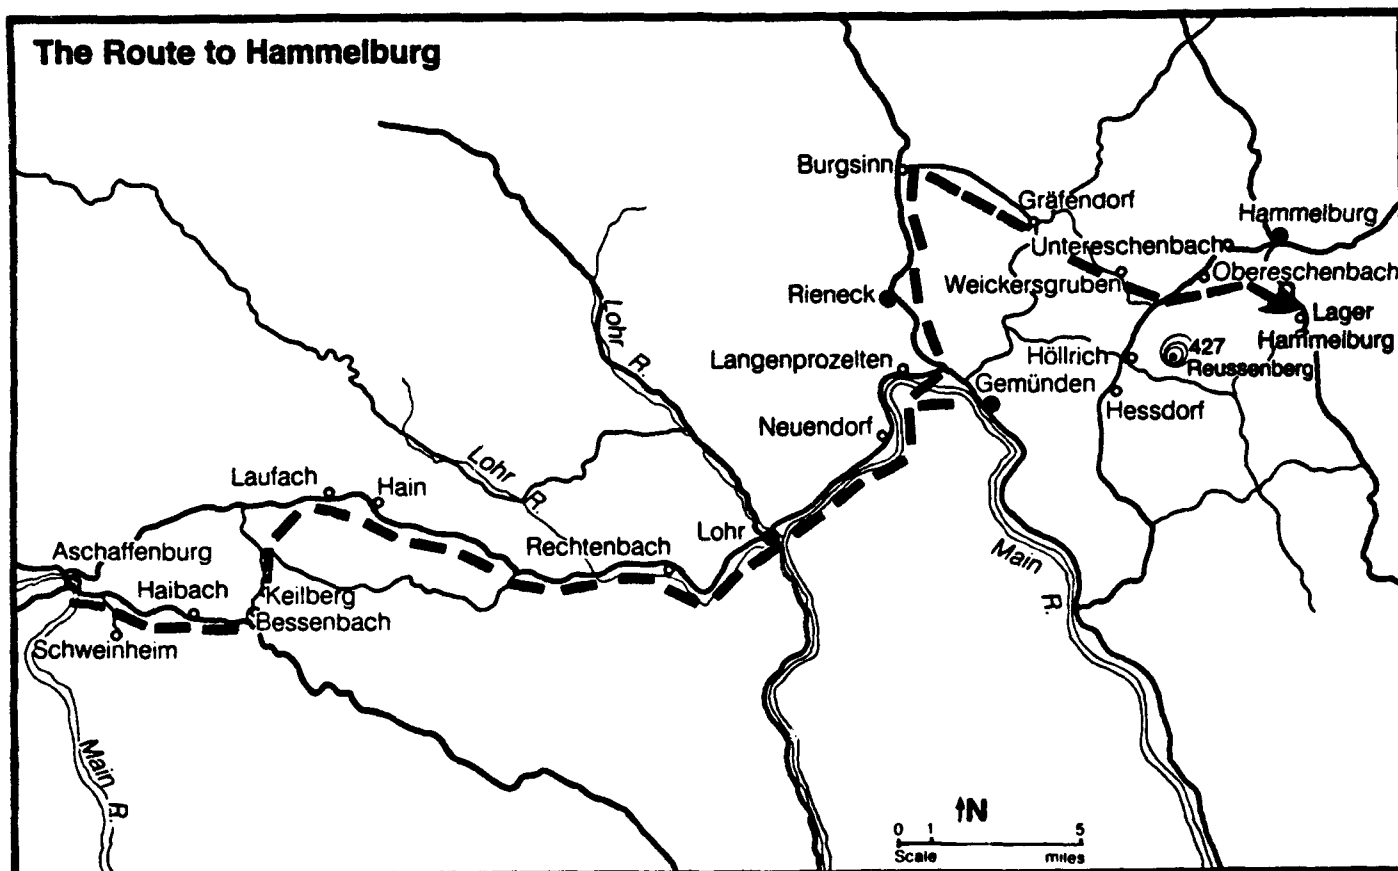 The Route to Hammelburg
Burgsinn
Gräfendorf
Hammelburg
Untereschenbach
Obereschenbach
Weickersgruben
Rieneck
Lager
Hammelburg
Lohr
R.
Langenprozelten
Höllrich
427
Reussenberg
Gemünden
Hessdorf
Neuendorf
Lohr
R.
Laufach
Hain
Lohr
Rechtenbach
Aschaffenburg
Main
R.
Haibach
Keilberg
Bessenbach
Schweinheim
Main
R.
N
0 1 5
Scale miles